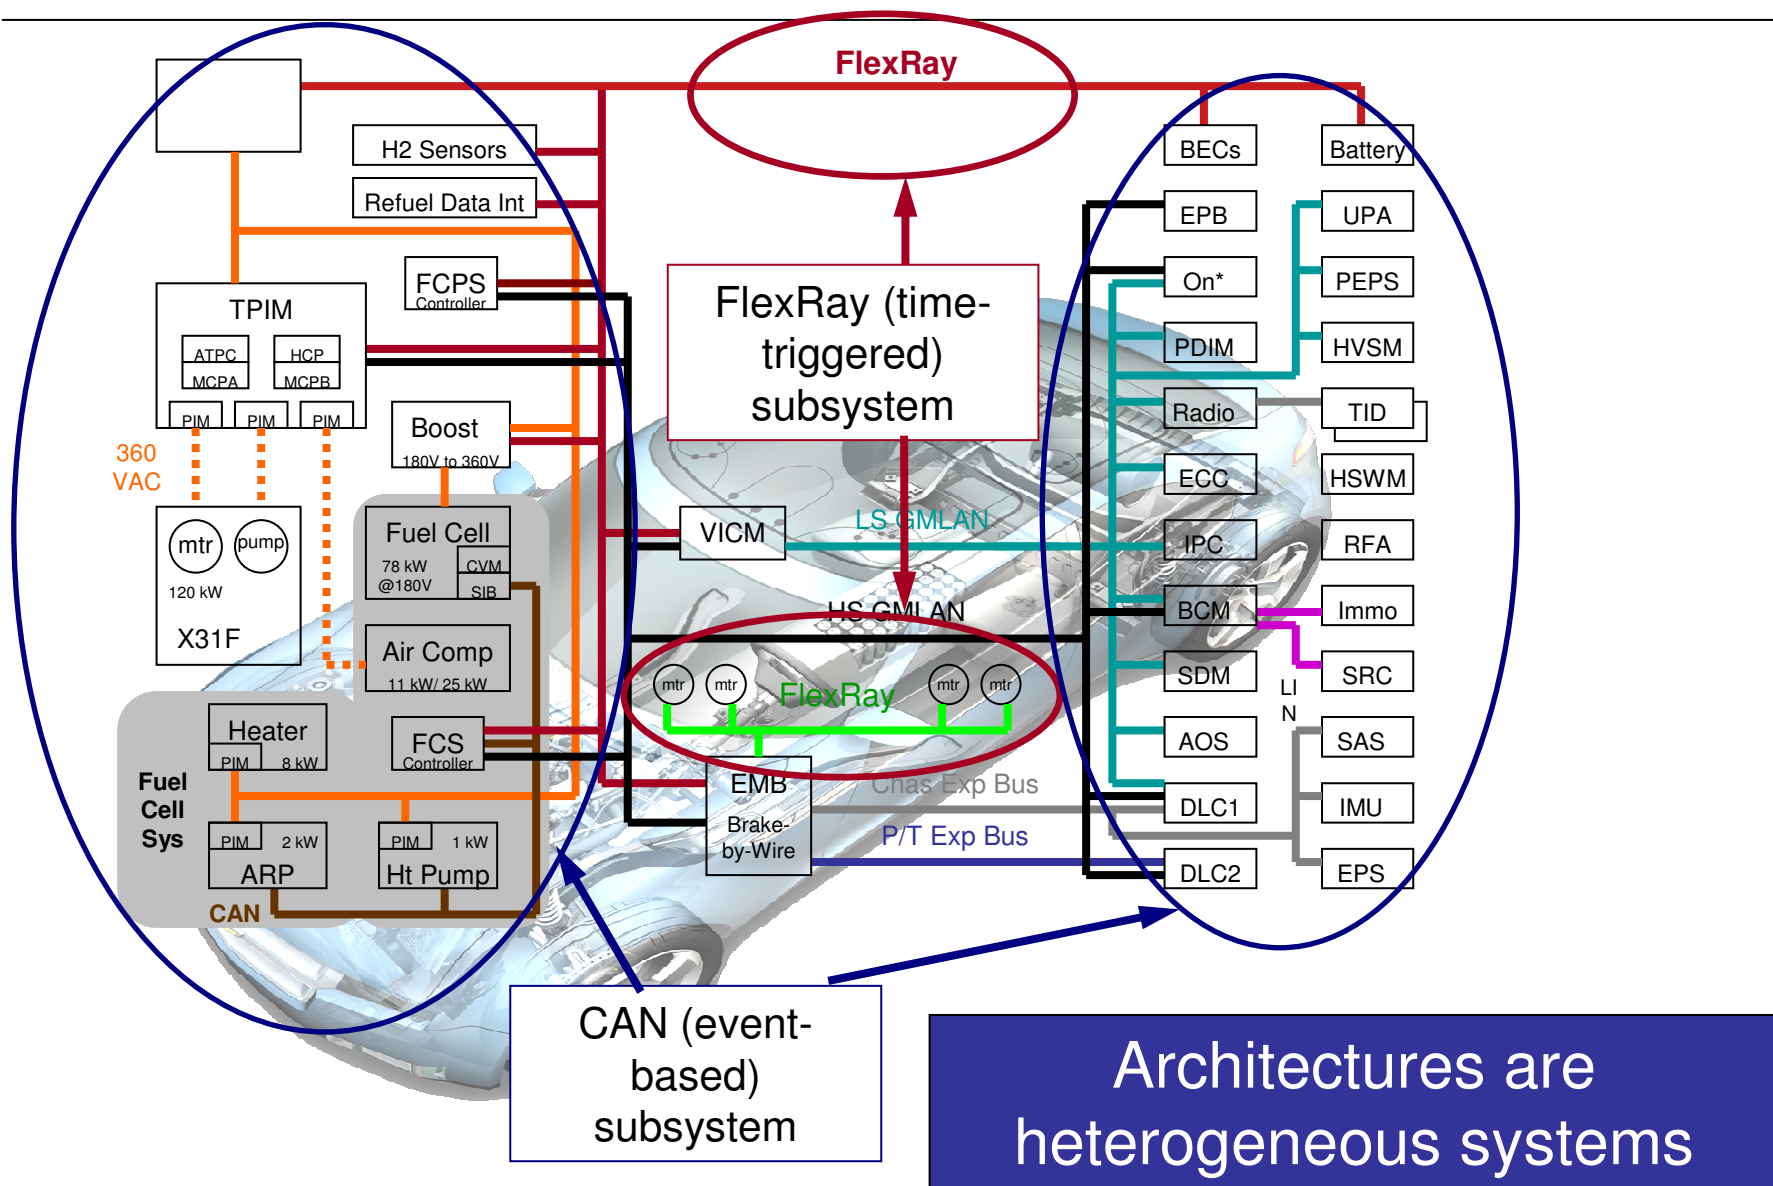 FlexRay
H2 Sensors
BECs
Battery
Refuel Data Int
EPB
UPA
FCPS
Controller
On*
PEPS
FlexRay (time-
triggered)
subsystem
TPIM
ATPC
HCP
MCPA
MCPB
PIM
PIM
PIM
PDIM
HVSM
Radio
TID
Boost
180V to 360V
360
VAC
ECC
HSWM
mtr
pump
120 kW
X31F
Fuel Cell
78 kW
@180V
CVM
SIB
VICM
LS GMLAN
IPC
RFA
HS GMLAN
BCM
Immo
Air Comp
11 kW/ 25 kW
mtr
mtr
FlexRay
mtr
mtr
SDM
SRC
LI
N
Heater
PIM
8 kW
FCS
Controller
AOS
SAS
Fuel
Cell
Sys
EMB
Brake-
by-Wire
Chas Exp Bus
DLC1
IMU
P/T Exp Bus
PIM
2 kW
ARP
PIM
1 kW
Ht Pump
DLC2
EPS
CAN
CAN (event-
based)
subsystem
Architectures are
heterogeneous systems